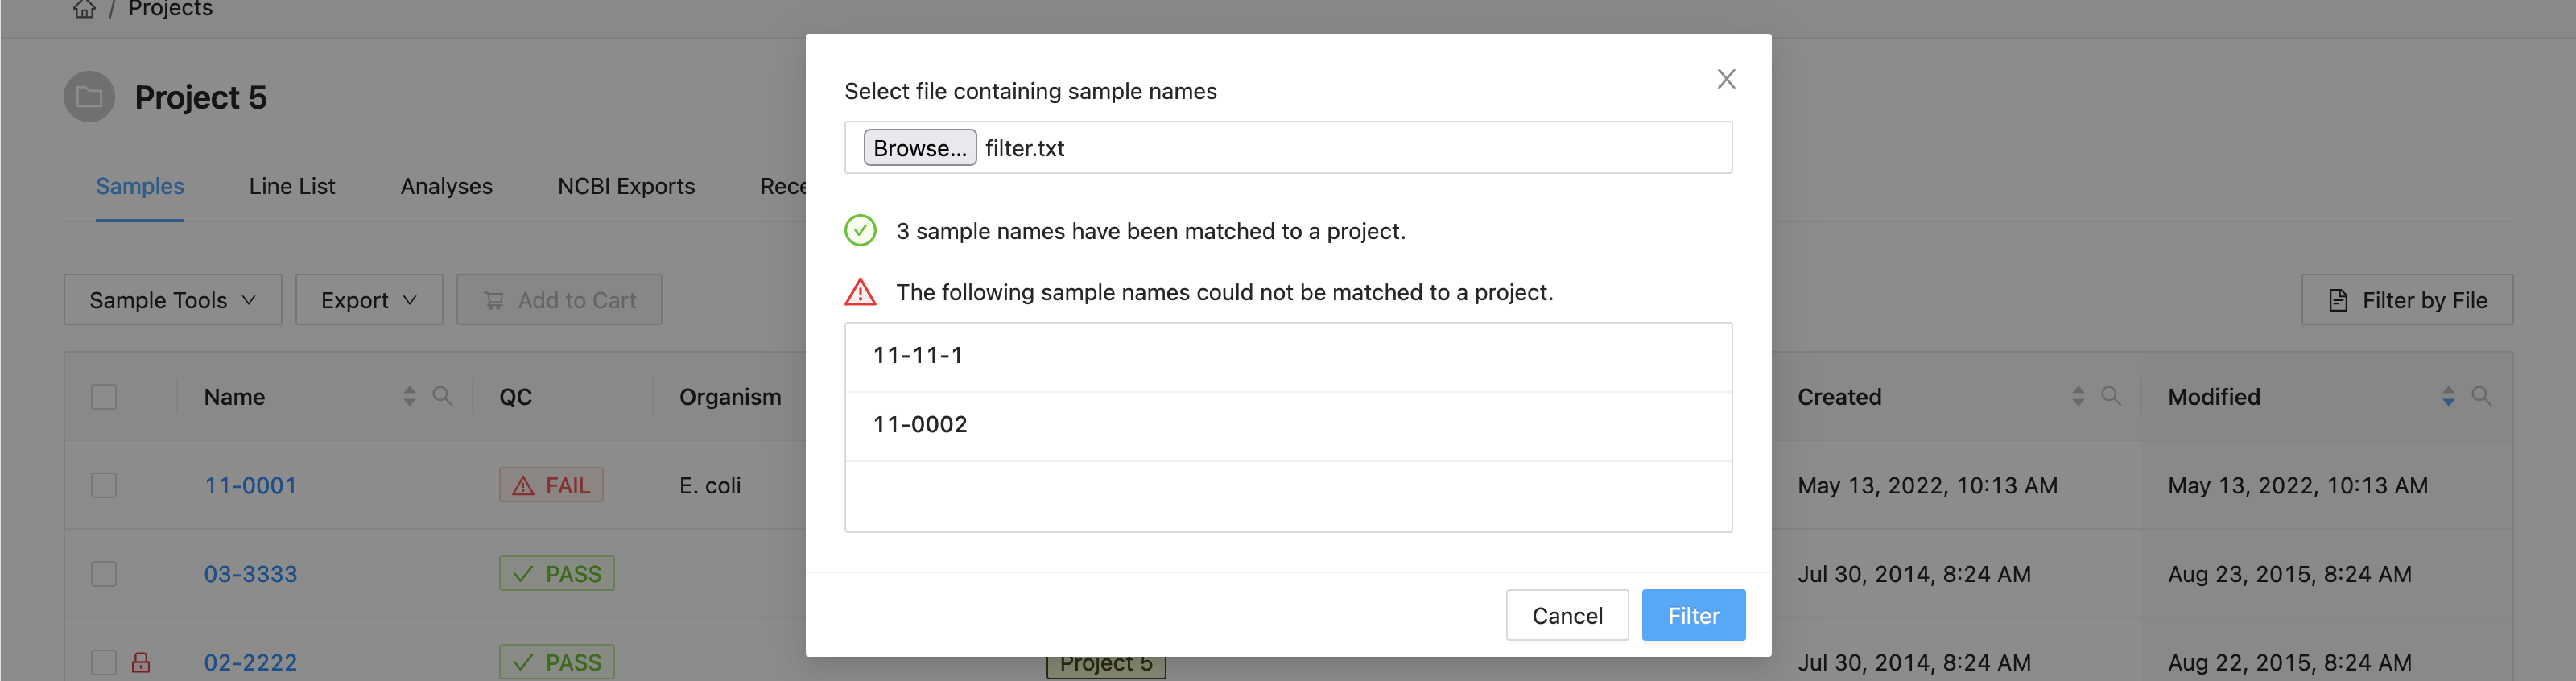 / Projects
Project 5
Samples Line List Analyses NCBI Exports Rece
Sample Tools Export Add to Cart Filter by File
Name QC Organism Created Modified
11-0001 FAIL E. coli May 13, 2022, 10:13 AM May 13, 2022, 10:13 AM
03-3333 PASS Jul 30, 2014, 8:24 AM Aug 23, 2015, 8:24 AM
02-2222 PASS Project 5 Jul 30, 2014, 8:24 AM Aug 22, 2015, 8:24 AM
Select file containing sample names
Browse... filter.txt
3 sample names have been matched to a project.
The following sample names could not be matched to a project.
11-11-1
11-0002
Cancel Filter